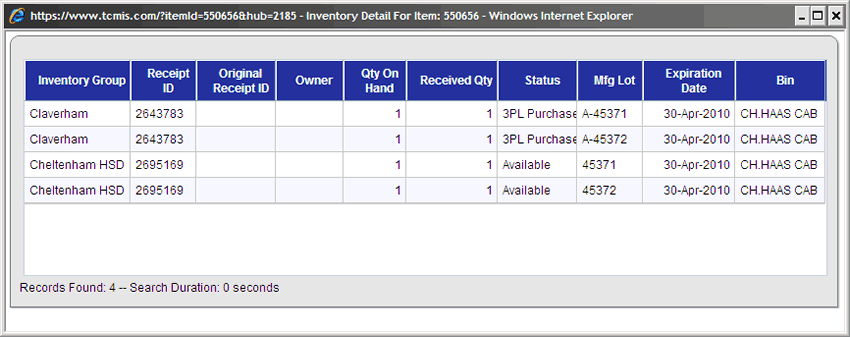 https://www.tcmis.com/?itemId=550656&hub=2185 - Inventory Detail For Item: 550656 - Windows Internet Explorer
Inventory Group Receipt ID Original Receipt ID Owner Qty On Hand Received Qty Status Mfg Lot Expiration Date Bin
Claverham 2643783 1 1 3PL Purchase A-45371 30-Apr-2010 CH.HAAS CAB
Claverham 2643783 1 1 3PL Purchase A-45372 30-Apr-2010 CH.HAAS CAB
Cheltenham HSD 2695169 1 1 Available 45371 30-Apr-2010 CH.HAAS CAB
Cheltenham HSD 2695169 1 1 Available 45372 30-Apr-2010 CH.HAAS CAB
Records Found: 4 -- Search Duration: 0 seconds